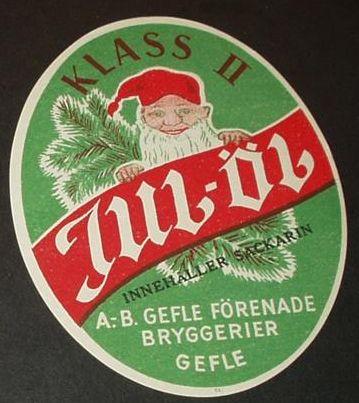 KLASS II
JUL-ÖL
INNEHÅLLER SACKARIN
A.-B. GEFLE FÖRENADE
BRYGGERIER
GEFLE